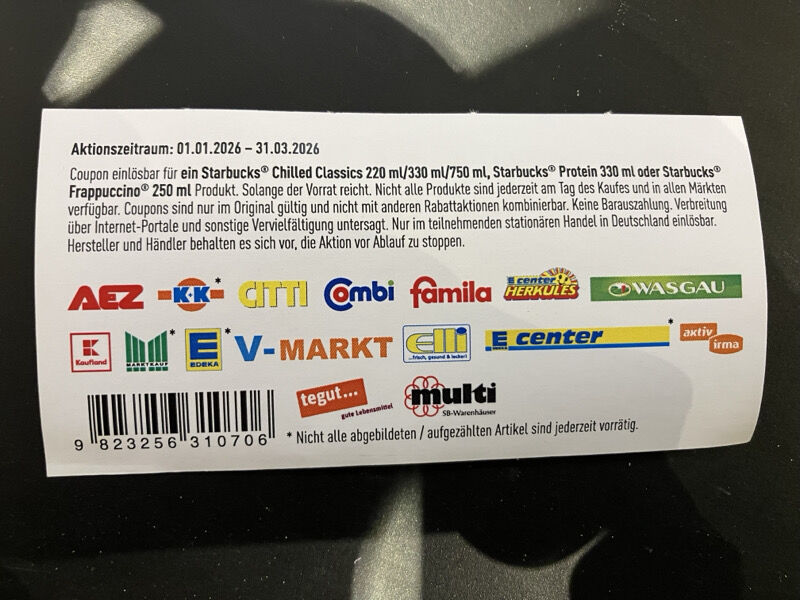 Aktionszeitraum: 01.01.2026 – 31.03.2026
Coupon einlösbar für ein Starbucks® Chilled Classics 220 ml/330 ml/750 ml, Starbucks® Protein 330 ml oder Starbucks®
Frappuccino® 250 ml Produkt. Solange der Vorrat reicht. Nicht alle Produkte sind jederzeit am Tag des Kaufes und in allen Märkten
verfügbar. Coupons sind nur im Original gültig und nicht mit anderen Rabattaktionen kombinierbar. Keine Barauszahlung. Verbreitung
über Internet-Portale und sonstige Vervielfältigung untersagt. Nur im teilnehmenden stationären Handel in Deutschland einlösbar.
Hersteller und Händler behalten es sich vor, die Aktion vor Ablauf zu stoppen.
AEZ K+K* CITTI Combi famila E center HERKULES WASGAU
K Kaufland MARKTKAUF* E EDEKA* V-MARKT elli ...frisch, gesund & lecker! E EDEKA center* aktiv irma
tegut... gute Lebensmittel multi SB-Warenhäuser
9 823256 310706
* Nicht alle abgebildeten / aufgezählten Artikel sind jederzeit vorrätig.